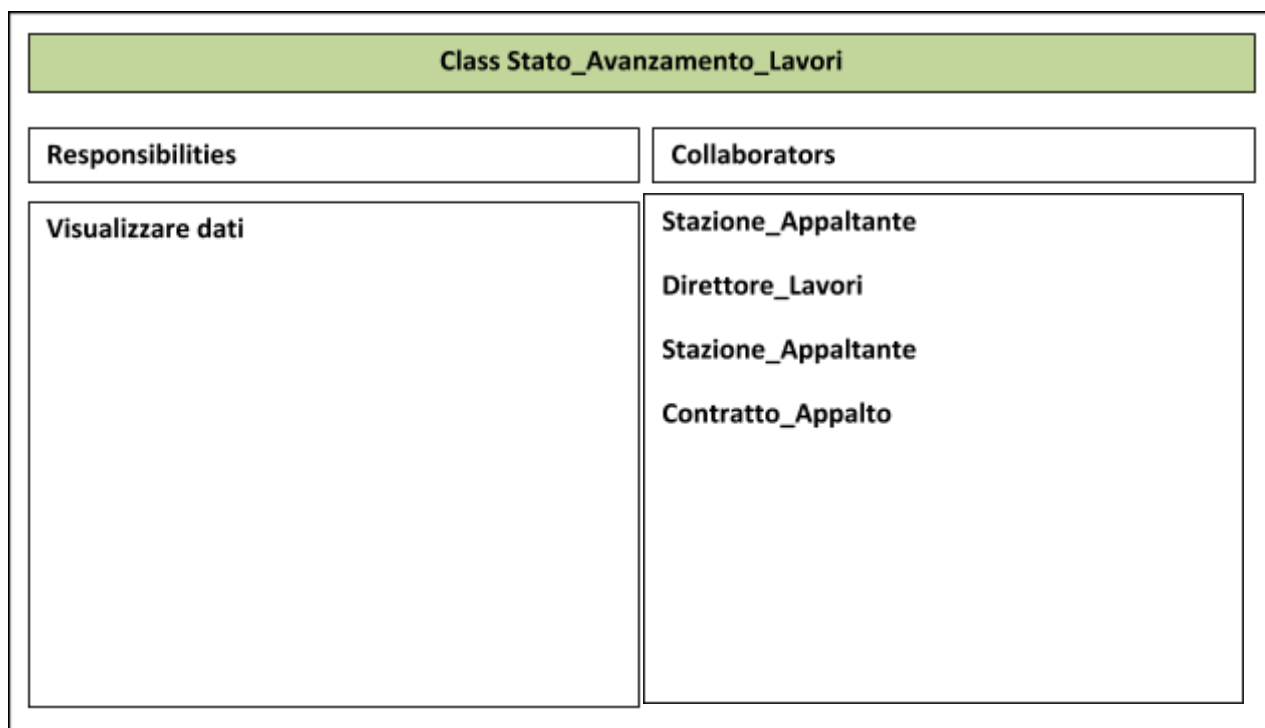 Class Stato_Avanzamento_Lavori
Responsibilities
Collaborators
Visualizzare dati
Stazione_Appaltante
Direttore_Lavori
Stazione_Appaltante
Contratto_Appalto